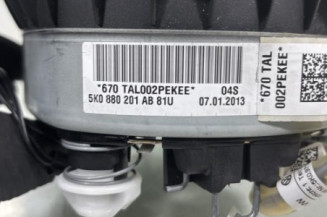 *670 TAL002PEKEE** 04S
5K0 880 201 AB 81U 07.01.2013
*670 TAL
002PEKEE*